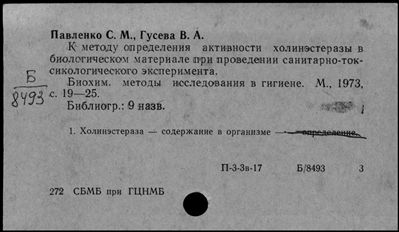 Павленко С. М., Гусева В. А.
К методу определения активности холинэстеразы в
биологическом материале при проведении санитарно-ток-
сикологического эксперимента.
Биохим. методы исследования в гигиене. М., 1973,
с. 19—25.
Библиогр.: 9 назв.
Б
8493
1
1. Холинэстераза — содержание в организме — определение.
П-3-3в-17 Б/8493 3
272 СБМБ при ГЦНМБ